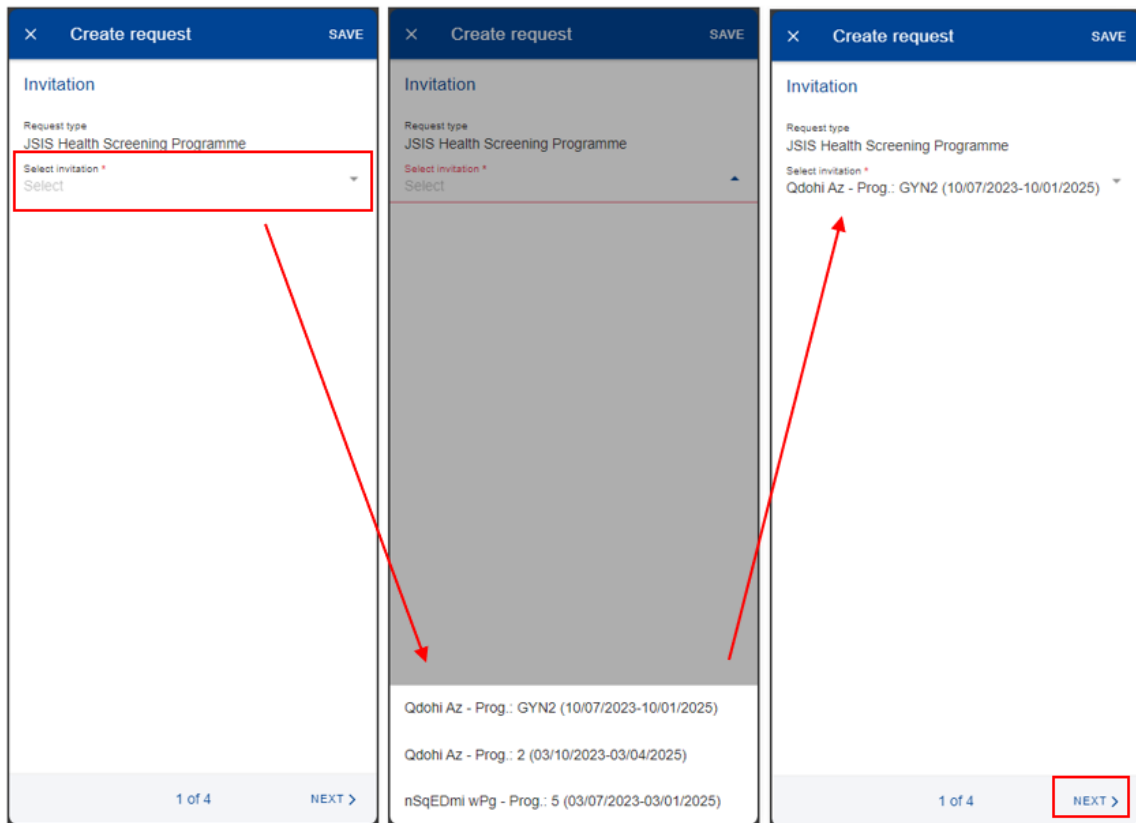 × Create request SAVE
Invitation
Request type
JSIS Health Screening Programme
Select invitation *
Select
1 of 4 NEXT >
× Create request SAVE
Invitation
Request type
JSIS Health Screening Programme
Select invitation *
Select
Qdohi Az - Prog.: GYN2 (10/07/2023-10/01/2025)
Qdohi Az - Prog.: 2 (03/10/2023-03/04/2025)
nSqEDmi wPg - Prog.: 5 (03/07/2023-03/01/2025)
× Create request SAVE
Invitation
Request type
JSIS Health Screening Programme
Select invitation *
Qdohi Az - Prog.: GYN2 (10/07/2023-10/01/2025)
1 of 4 NEXT >